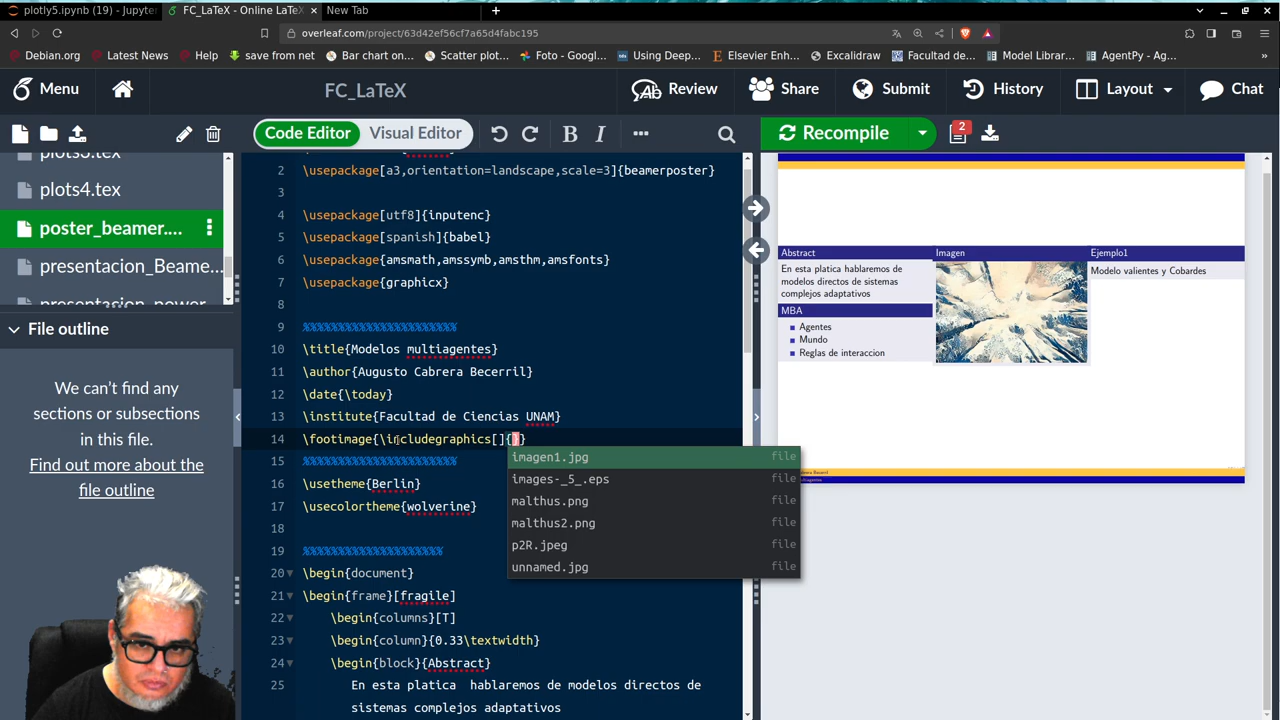 plotly5.ipynb (19) - Jupyter
FC_LaTeX - Online LaTeX
New Tab
overleaf.com/project/63d42ef56cf7a65d4fabc195
Debian.org
Latest News
Help
save from net
Bar chart on...
Scatter plot...
Foto - Googl...
Using Deep...
Elsevier Enh...
Excalidraw
Facultad de...
Model Librar...
AgentPy - Ag...
»
Menu
FC_LaTeX
Review
Share
Submit
History
Layout
Chat
Code Editor
Visual Editor
B
I
Recompile
2
plots4.tex
poster_beamer....
presentacion_Beame...
File outline
We can't find any
sections or subsections
in this file.
Find out more about the
file outline
2 \usepackage[a3,orientation=landscape,scale=3]{beamerposter}
3
4 \usepackage[utf8]{inputenc}
5 \usepackage[spanish]{babel}
6 \usepackage{amsmath,amssymb,amsthm,amsfonts}
7 \usepackage{graphicx}
8
9 %%%%%%%%%%%%%%%%%%%%%%
10 \title{Modelos multiagentes}
11 \author{Augusto Cabrera Becerril}
12 \date{\today}
13 \institute{Facultad de Ciencias UNAM}
14 \footimage{\includegraphics[]{}}
15 %%%%%%%%%%%%%%%%%%%%%%
16 \usetheme{Berlin}
17 \usecolortheme{wolverine}
18
19 %%%%%%%%%%%%%%%%%%%%
20 \begin{document}
21 \begin{frame}[fragile]
22 \begin{columns}[T]
23 \begin{column}{0.33\textwidth}
24 \begin{block}{Abstract}
25 En esta platica hablaremos de modelos directos de
sistemas complejos adaptativos
imagen1.jpg file
images-_5_.eps file
malthus.png file
malthus2.png file
p2R.jpeg file
unnamed.jpg file
Abstract
En esta platica hablaremos de
modelos directos de sistemas
complejos adaptativos
MBA
Agentes
Mundo
Reglas de interaccion
Imagen
Ejemplo1
Modelo valientes y Cobardes